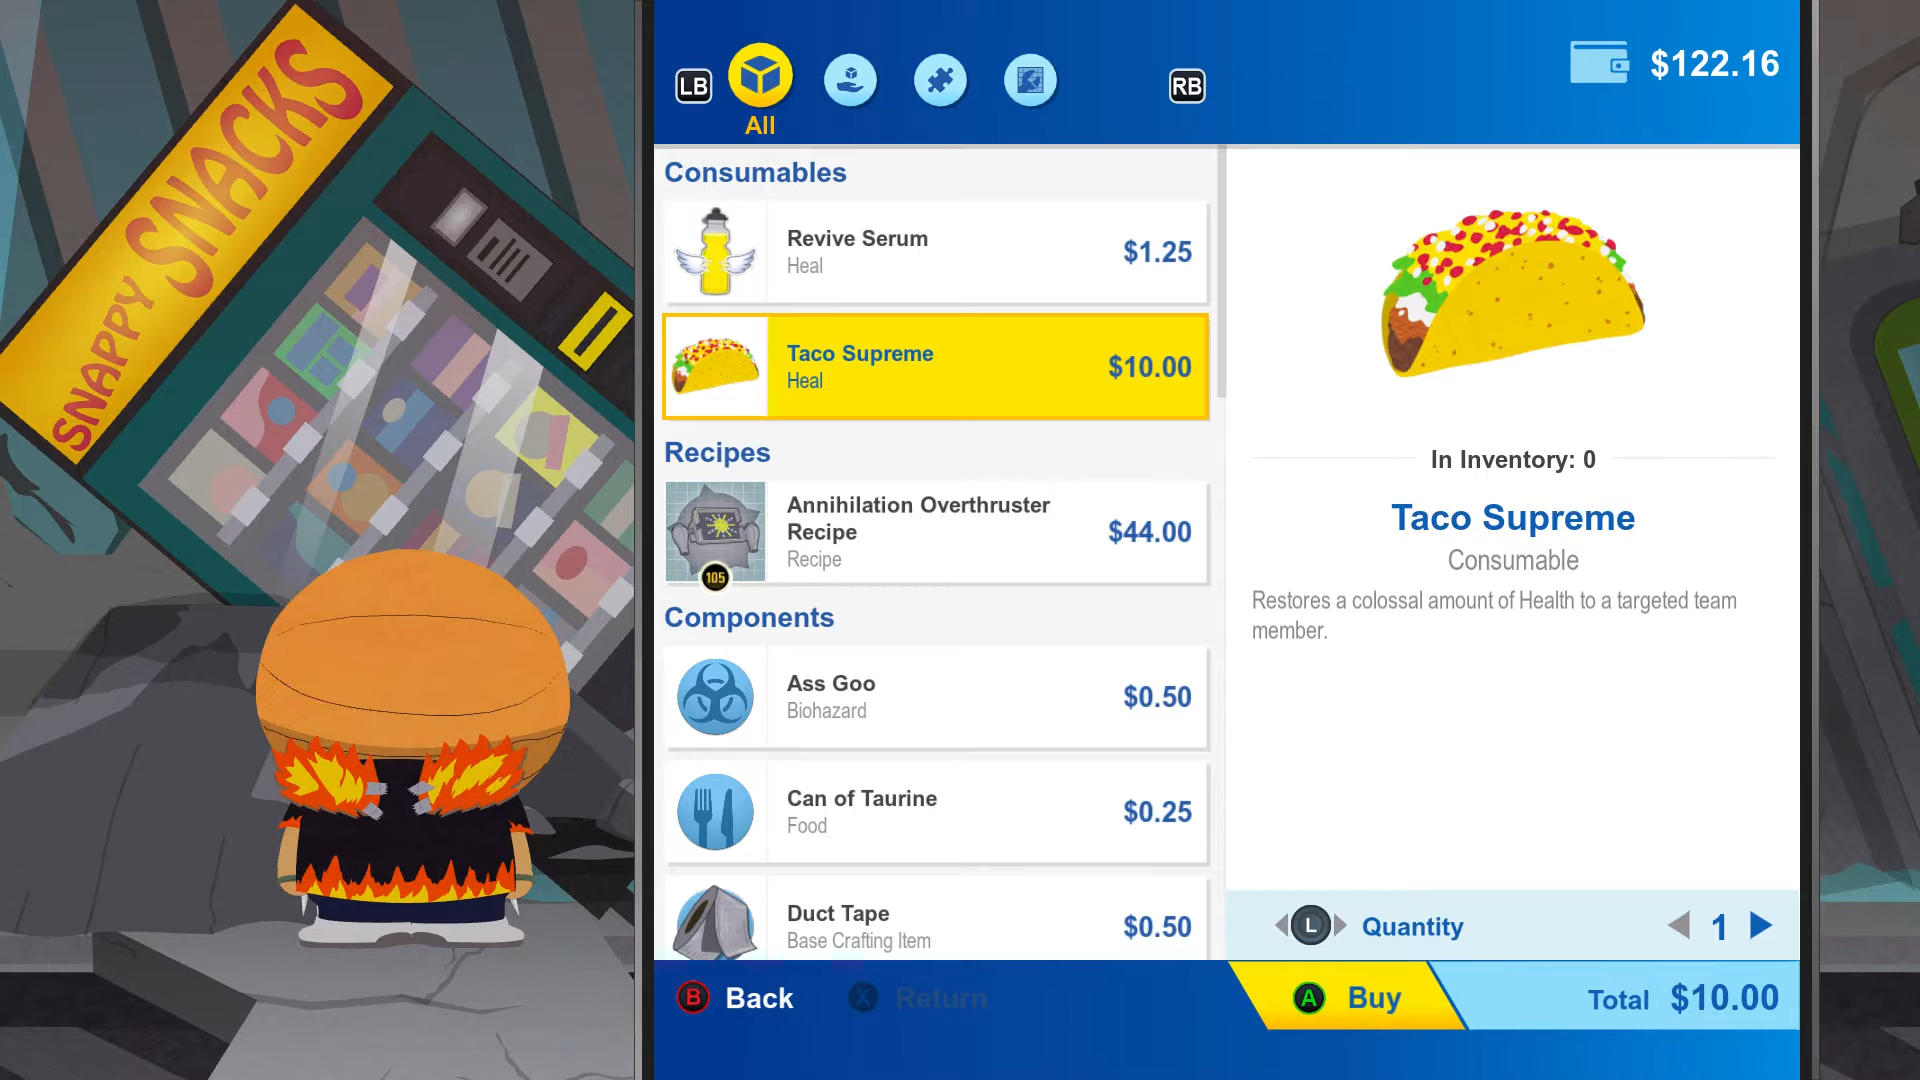 SNAPPY SNACKS
LB
All
RB
$122.16
Consumables
Revive Serum
Heal
$1.25
Taco Supreme
Heal
$10.00
Recipes
Annihilation Overthruster
Recipe
Recipe
$44.00
105
Components
Ass Goo
Biohazard
$0.50
Can of Taurine
Food
$0.25
Duct Tape
Base Crafting Item
$0.50
In Inventory: 0
Taco Supreme
Consumable
Restores a colossal amount of Health to a targeted team
member.
L Quantity 1
B Back
X Return
A Buy
Total $10.00